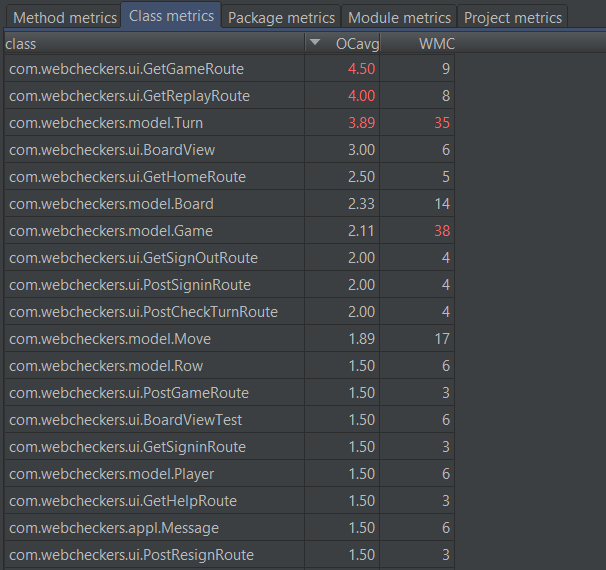 Method metrics Class metrics Package metrics Module metrics Project metrics
class OCavg WMC
com.webcheckers.ui.GetGameRoute 4.50 9
com.webcheckers.ui.GetReplayRoute 4.00 8
com.webcheckers.model.Turn 3.89 35
com.webcheckers.ui.BoardView 3.00 6
com.webcheckers.ui.GetHomeRoute 2.50 5
com.webcheckers.model.Board 2.33 14
com.webcheckers.model.Game 2.11 38
com.webcheckers.ui.GetSignOutRoute 2.00 4
com.webcheckers.ui.PostSigninRoute 2.00 4
com.webcheckers.ui.PostCheckTurnRoute 2.00 4
com.webcheckers.model.Move 1.89 17
com.webcheckers.model.Row 1.50 6
com.webcheckers.ui.PostGameRoute 1.50 3
com.webcheckers.ui.BoardViewTest 1.50 6
com.webcheckers.ui.GetSigninRoute 1.50 3
com.webcheckers.model.Player 1.50 6
com.webcheckers.ui.GetHelpRoute 1.50 3
com.webcheckers.appl.Message 1.50 6
com.webcheckers.ui.PostResignRoute 1.50 3